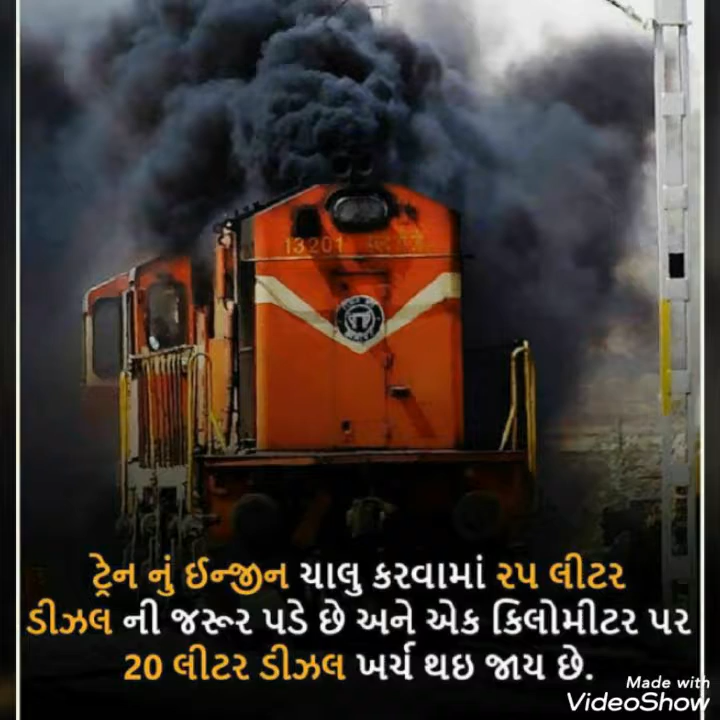 13201
ટ્રેન નું ઈન્જીન ચાલુ કરવામાં ૨૫ લીટર
ડીઝલ ની જરૂર પડે છે અને એક કિલોમીટર પર
20 લીટર ડીઝલ ખર્ચ થઇ જાય છે.
Made with
VideoShow